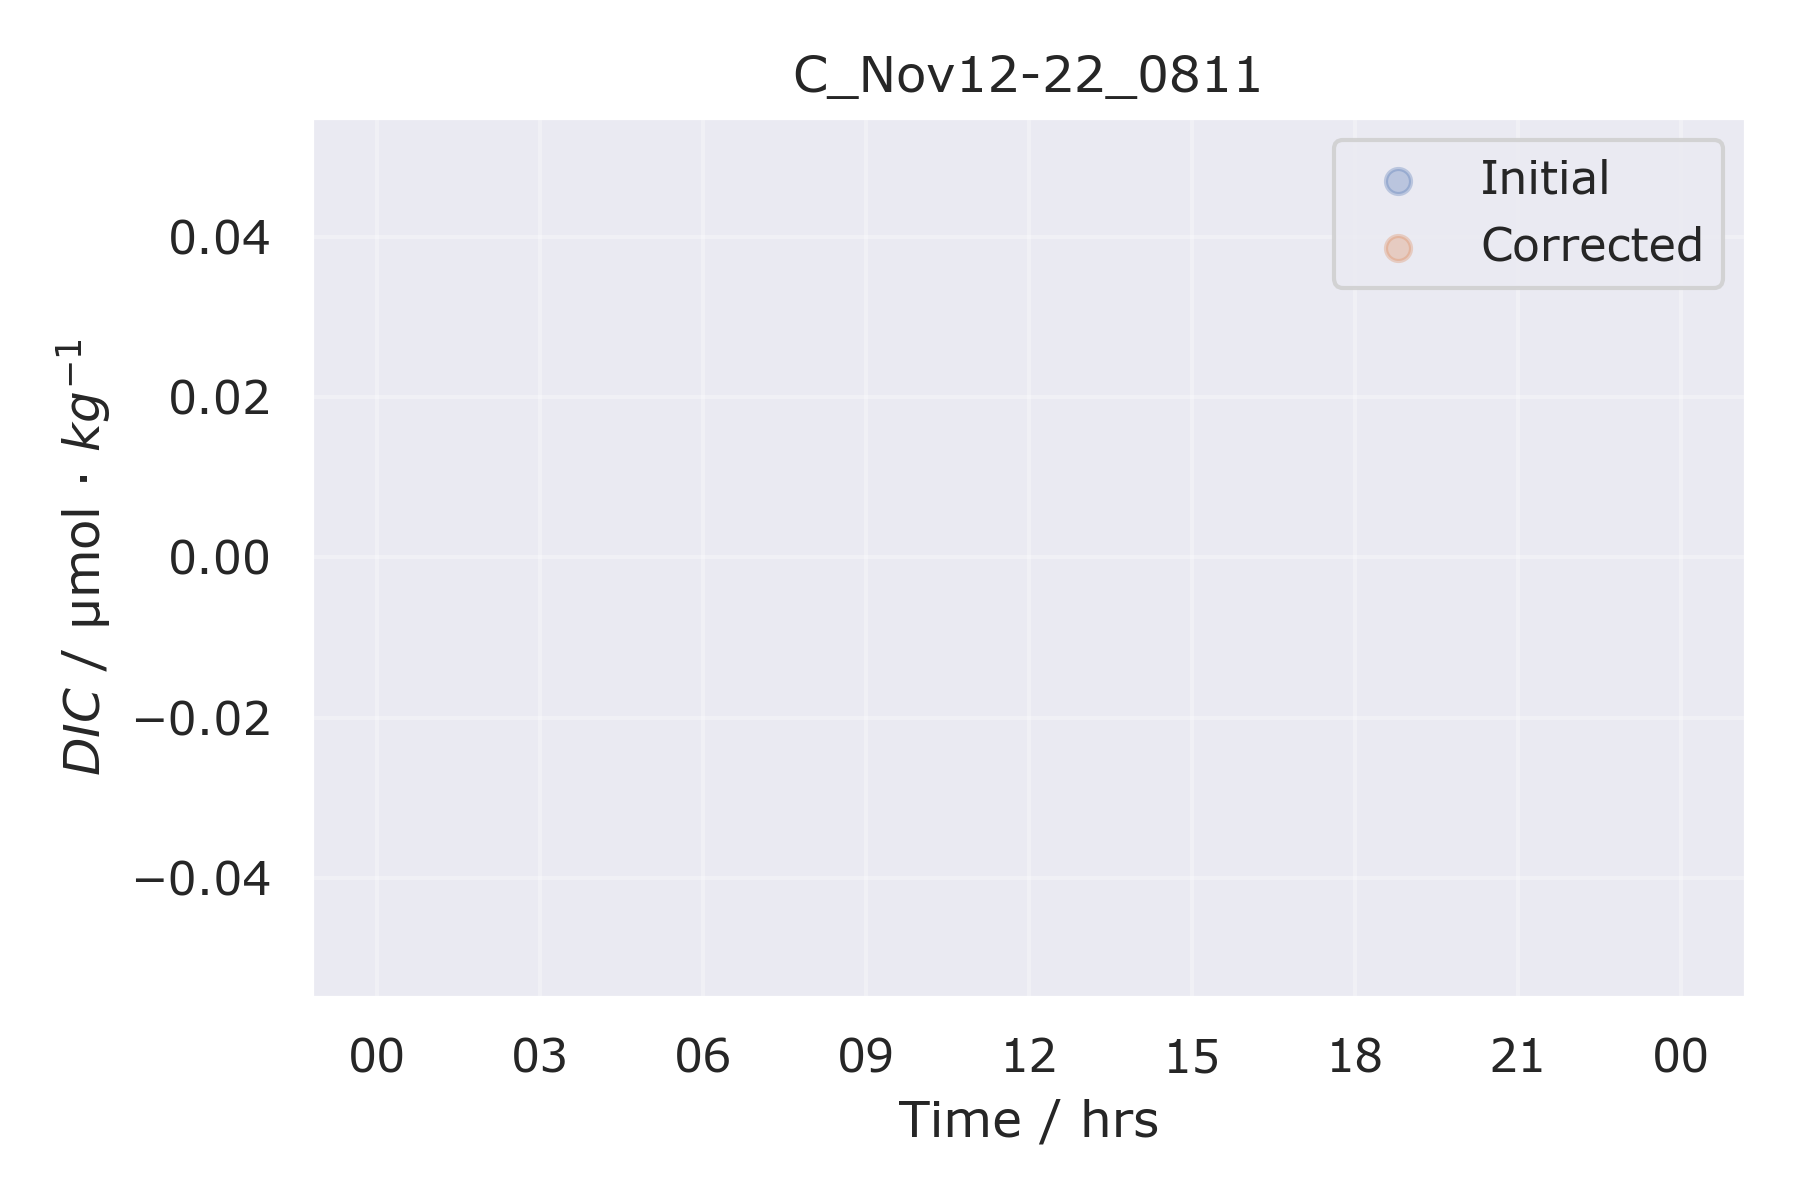 C_Nov12-22_0811
Initial
Corrected
0.04
0.02
0.00
−0.02
−0.04
DIC / µmol · kg⁻¹
00 03 06 09 12 15 18 21 00
Time / hrs